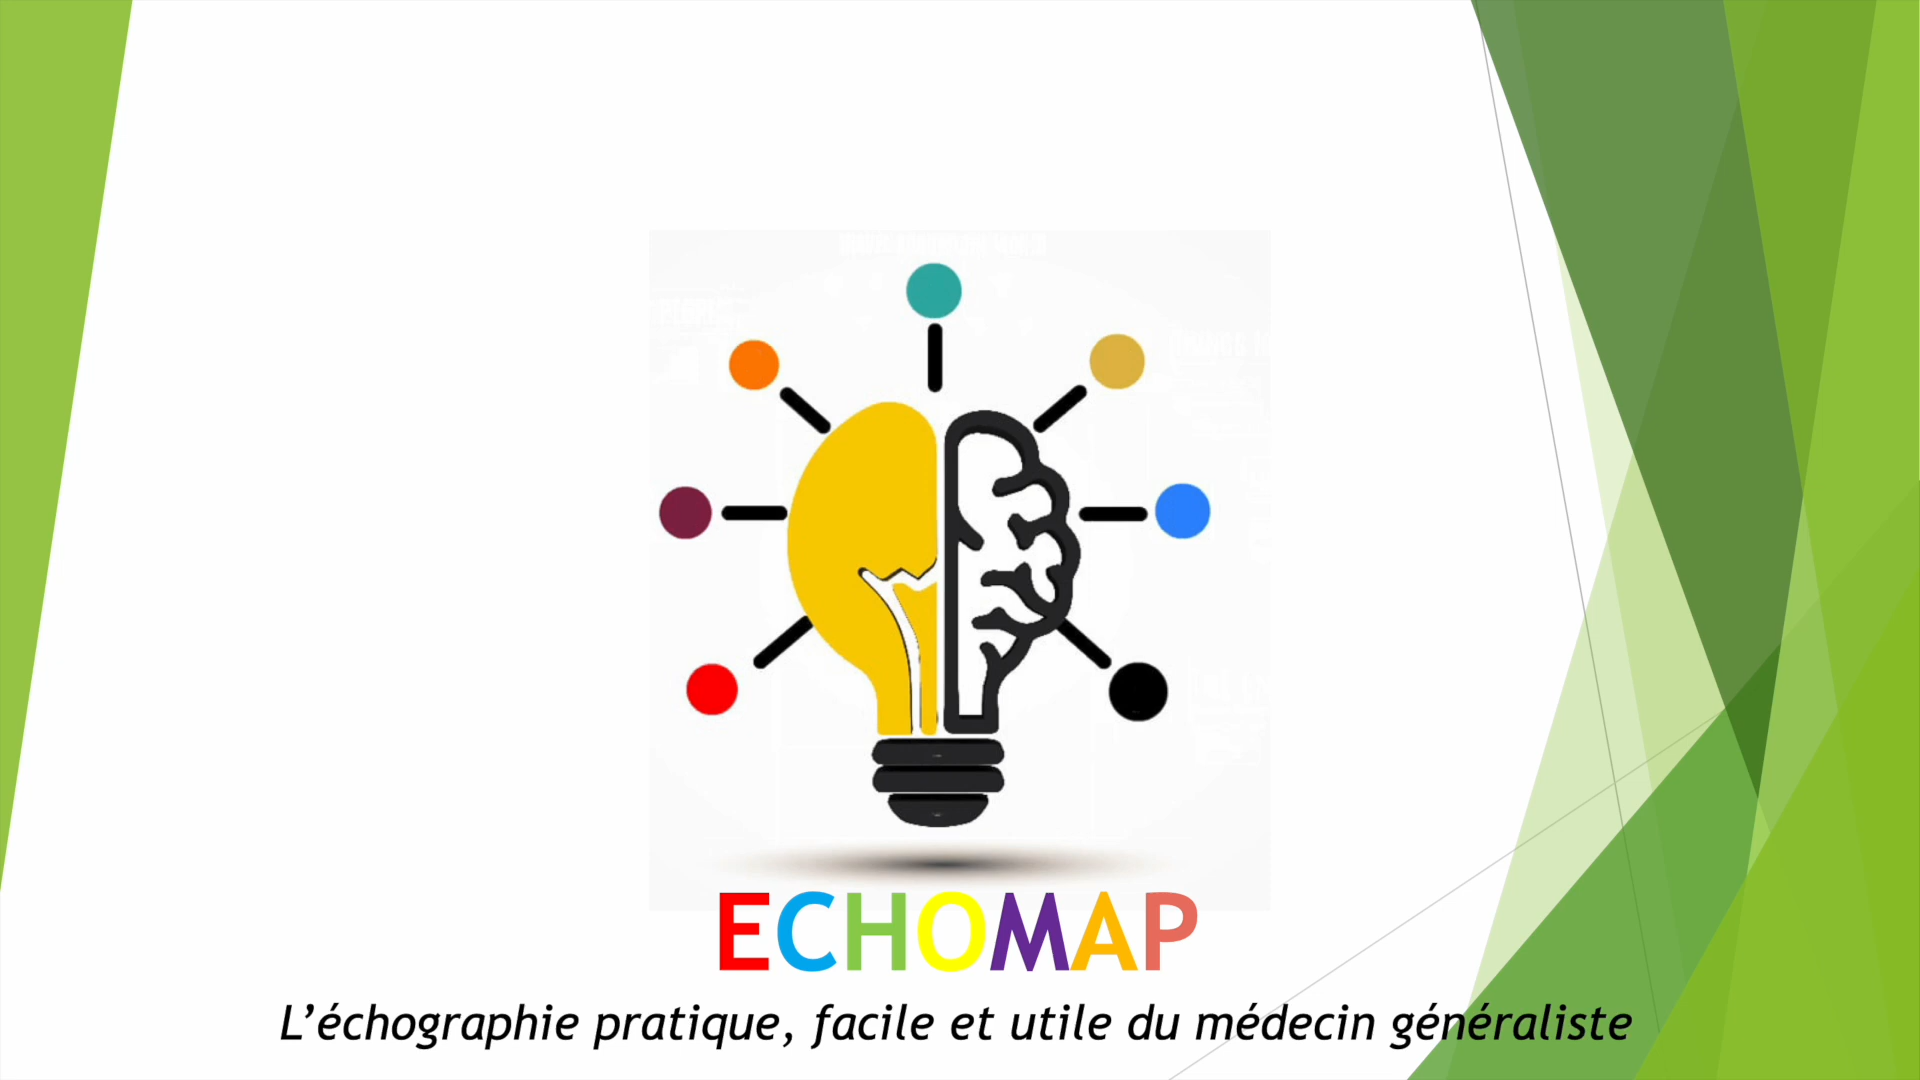 ECHOMAP
L’échographie pratique, facile et utile du médecin généraliste